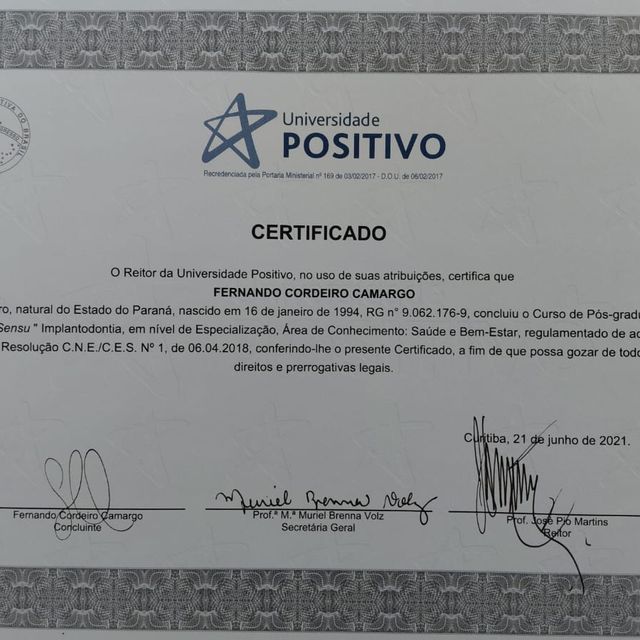 Universidade
POSITIVO
Recredenciada pela Portaria Ministerial nº 169 de 03/02/2017 - D.O.U. de 06/02/2017
CERTIFICADO
O Reitor da Universidade Positivo, no uso de suas atribuições, certifica que
FERNANDO CORDEIRO CAMARGO
ro, natural do Estado do Paraná, nascido em 16 de janeiro de 1994, RG n° 9.062.176-9, concluiu o Curso de Pós-gradu
Sensu " Implantodontia, em nível de Especialização, Área de Conhecimento: Saúde e Bem-Estar, regulamentado de ac
Resolução C.N.E./C.E.S. Nº 1, de 06.04.2018, conferindo-lhe o presente Certificado, a fim de que possa gozar de todo
direitos e prerrogativas legais.
Curitiba, 21 de junho de 2021.
Muriel Brenna Volz
Fernando Cordeiro Camargo
Concluinte
Prof.ª M.ª Muriel Brenna Volz
Secretária Geral
Prof. José Pio Martins
Reitor